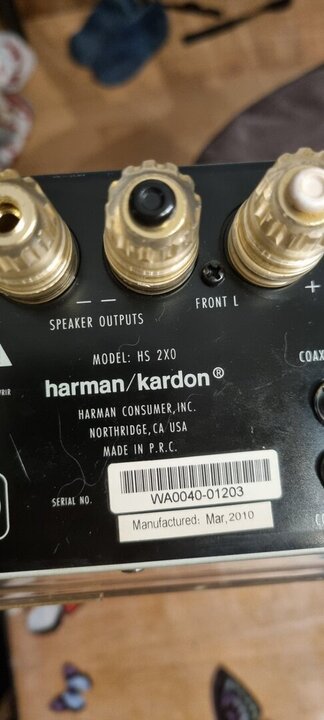 FRONT L
+
— —
SPEAKER OUTPUTS
MODEL: HS 2X0
harman/kardon®
HARMAN CONSUMER, INC.
NORTHRIDGE, CA USA
MADE IN P.R.C.
SERIAL NO.
WA0040-01203
Manufactured: Mar, 2010
COAX